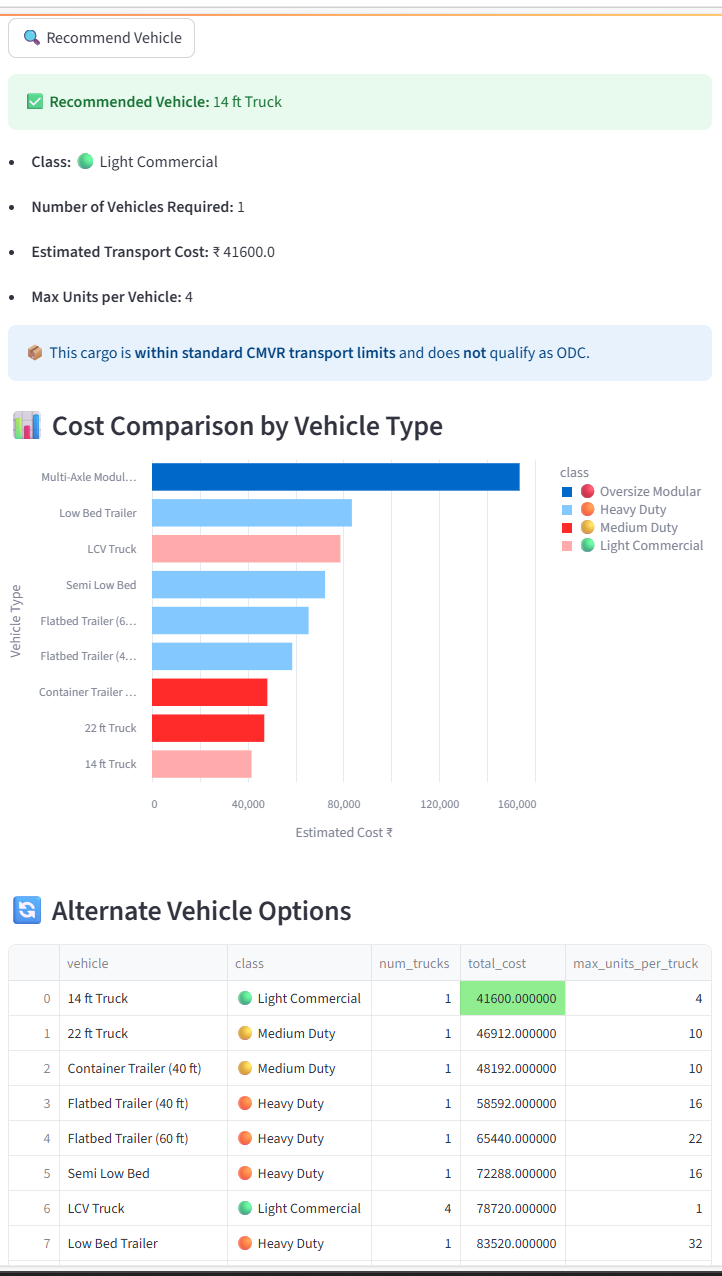 Recommend Vehicle
Recommended Vehicle: 14 ft Truck
Class: Light Commercial
Number of Vehicles Required: 1
Estimated Transport Cost: ₹ 41600.0
Max Units per Vehicle: 4
This cargo is within standard CMVR transport limits and does not qualify as ODC.
Cost Comparison by Vehicle Type
Multi-Axle Modul…
Low Bed Trailer
LCV Truck
Semi Low Bed
Flatbed Trailer (6…
Flatbed Trailer (4…
Container Trailer …
22 ft Truck
14 ft Truck
Vehicle Type
0 40,000 80,000 120,000 160,000
Estimated Cost ₹
class
Oversize Modular
Heavy Duty
Medium Duty
Light Commercial
Alternate Vehicle Options
vehicle class num_trucks total_cost max_units_per_truck
0 14 ft Truck Light Commercial 1 41600.000000 4
1 22 ft Truck Medium Duty 1 46912.000000 10
2 Container Trailer (40 ft) Medium Duty 1 48192.000000 10
3 Flatbed Trailer (40 ft) Heavy Duty 1 58592.000000 16
4 Flatbed Trailer (60 ft) Heavy Duty 1 65440.000000 22
5 Semi Low Bed Heavy Duty 1 72288.000000 16
6 LCV Truck Light Commercial 4 78720.000000 1
7 Low Bed Trailer Heavy Duty 1 83520.000000 32